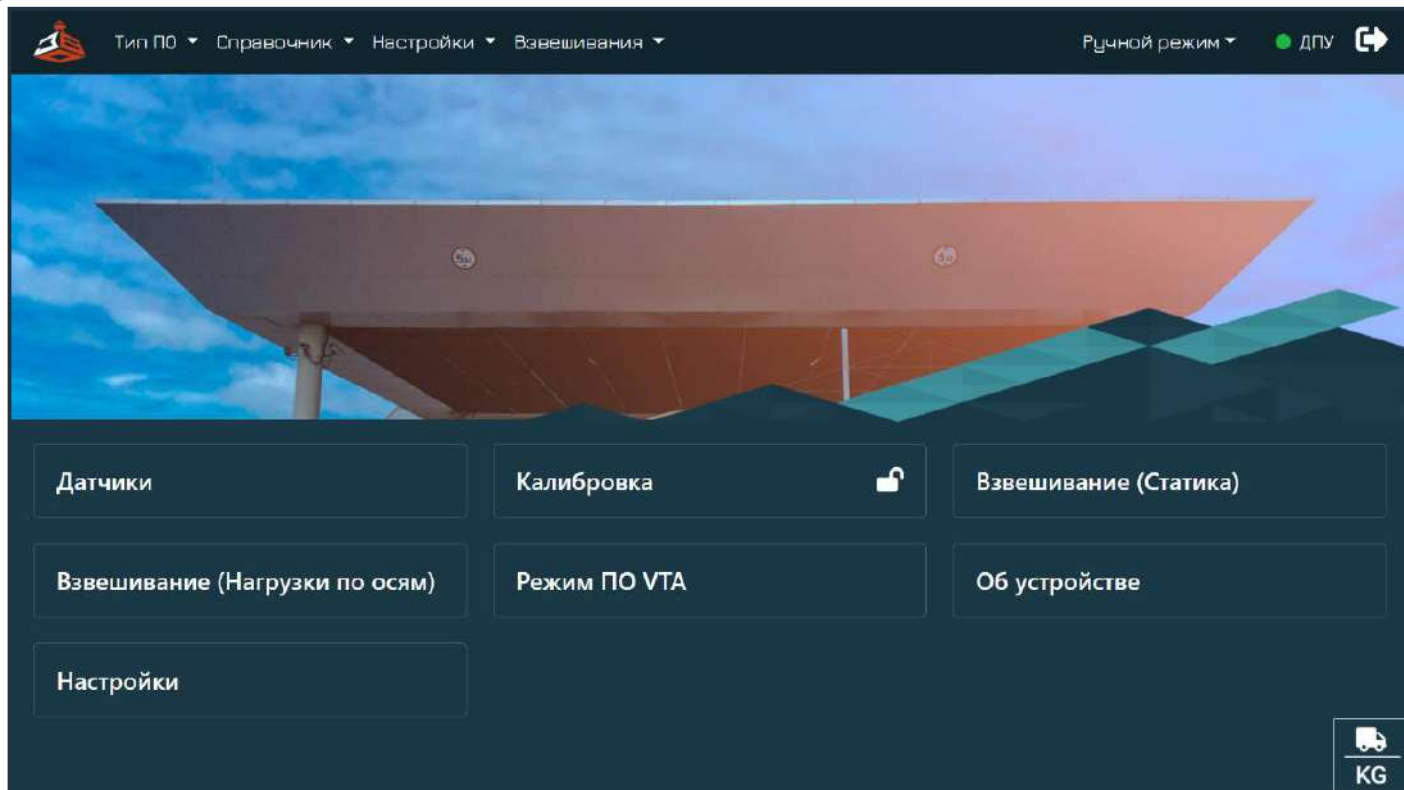 Тип ПО Справочник Настройки Взвешивания Ручной режим ДПУ
Датчики Калибровка Взвешивание (Статика)
Взвешивание (Нагрузки по осям) Режим ПО VTA Об устройстве
Настройки
KG